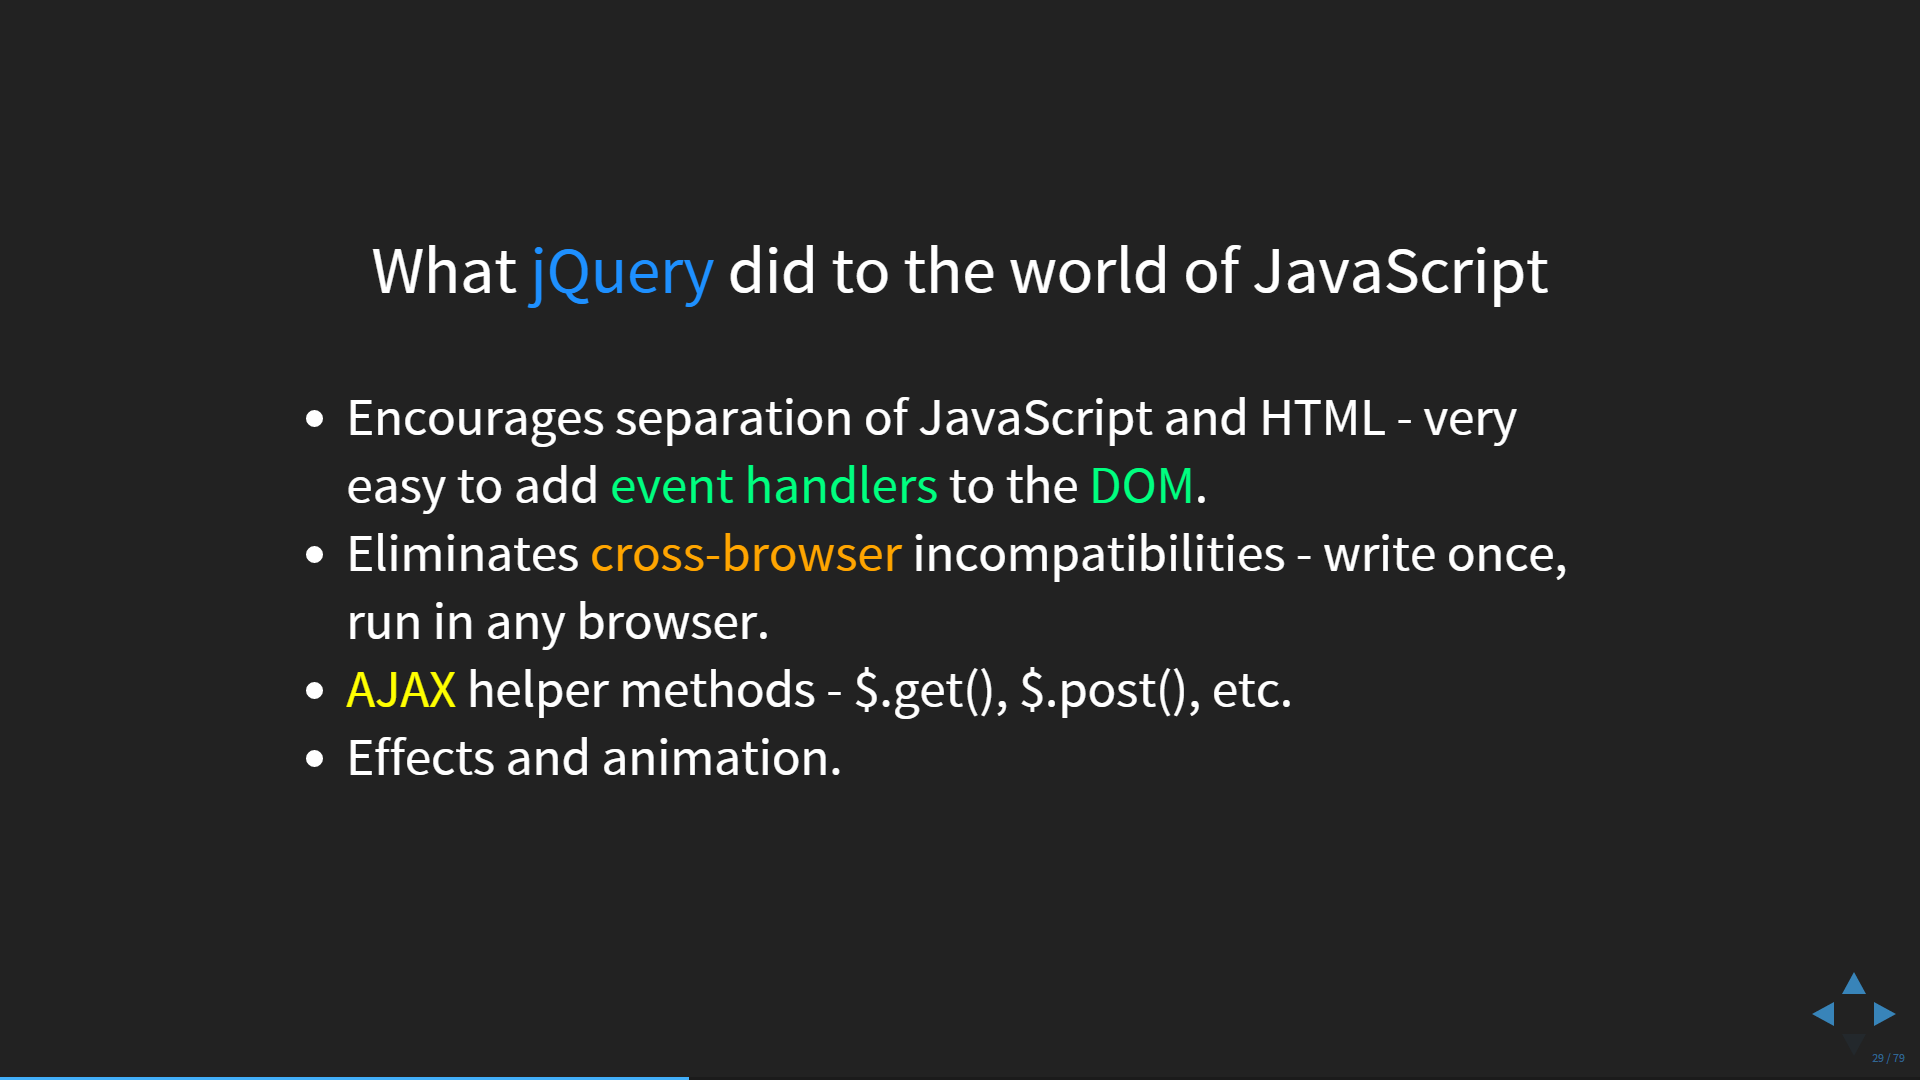 What jQuery did to the world of JavaScript
• Encourages separation of JavaScript and HTML - very
easy to add event handlers to the DOM.
• Eliminates cross-browser incompatibilities - write once,
run in any browser.
• AJAX helper methods - $.get(), $.post(), etc.
• Effects and animation.
29 / 79